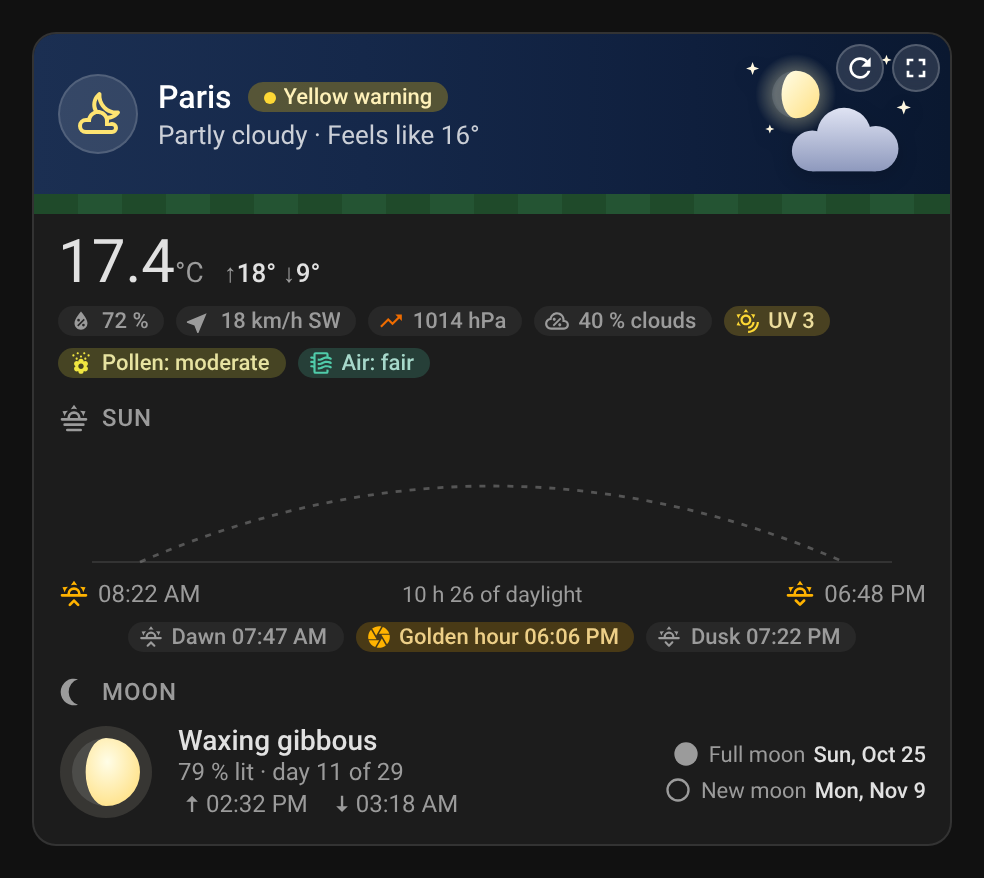 Paris Yellow warning
Partly cloudy · Feels like 16°
17.4°C ↑18° ↓9°
72 % 18 km/h SW 1014 hPa 40 % clouds UV 3
Pollen: moderate Air: fair
SUN
08:22 AM 10 h 26 of daylight 06:48 PM
Dawn 07:47 AM Golden hour 06:06 PM Dusk 07:22 PM
MOON
Waxing gibbous
79 % lit · day 11 of 29
↑ 02:32 PM ↓ 03:18 AM
Full moon Sun, Oct 25
New moon Mon, Nov 9